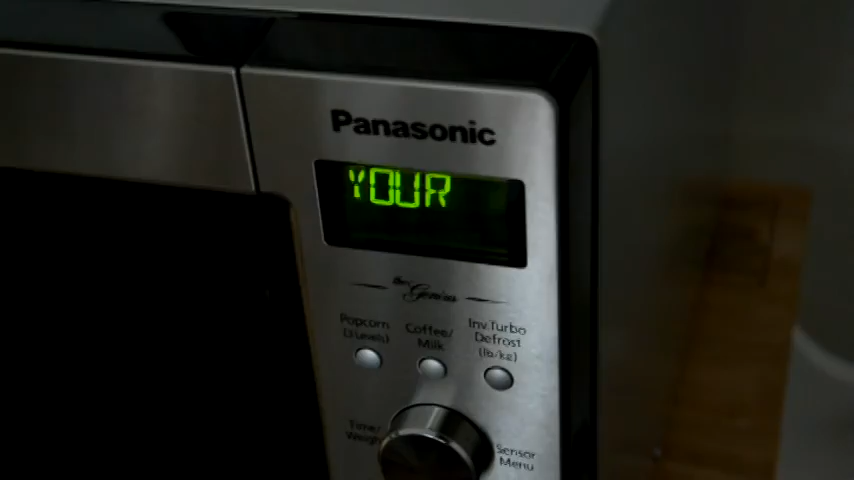 Panasonic
YOUR
the Genius
Popcorn
(3 Levels)
Coffee/
Milk
Inv. Turbo
Defrost
(lb/kg)
Time/
Weight
Sensor
Menu